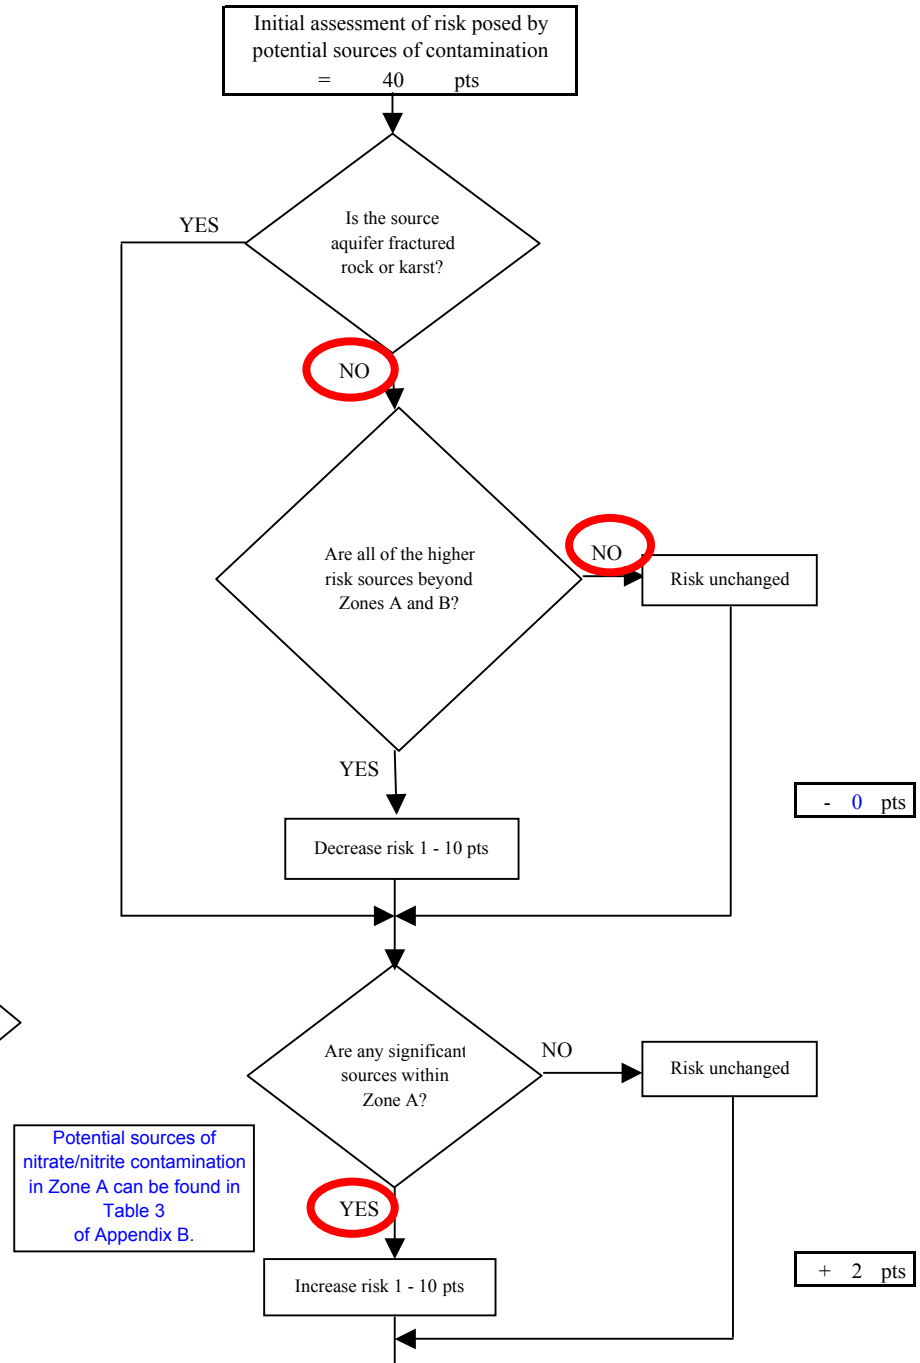 Initial assessment of risk posed by
potential sources of contamination
= 40 pts
YES
Is the source
aquifer fractured
rock or karst?
NO
Are all of the higher
risk sources beyond
Zones A and B?
NO
Risk unchanged
YES
- 0 pts
Decrease risk 1 - 10 pts
Are any significant
sources within
Zone A?
NO
Risk unchanged
Potential sources of
nitrate/nitrite contamination
in Zone A can be found in
Table 3
of Appendix B.
YES
+ 2 pts
Increase risk 1 - 10 pts